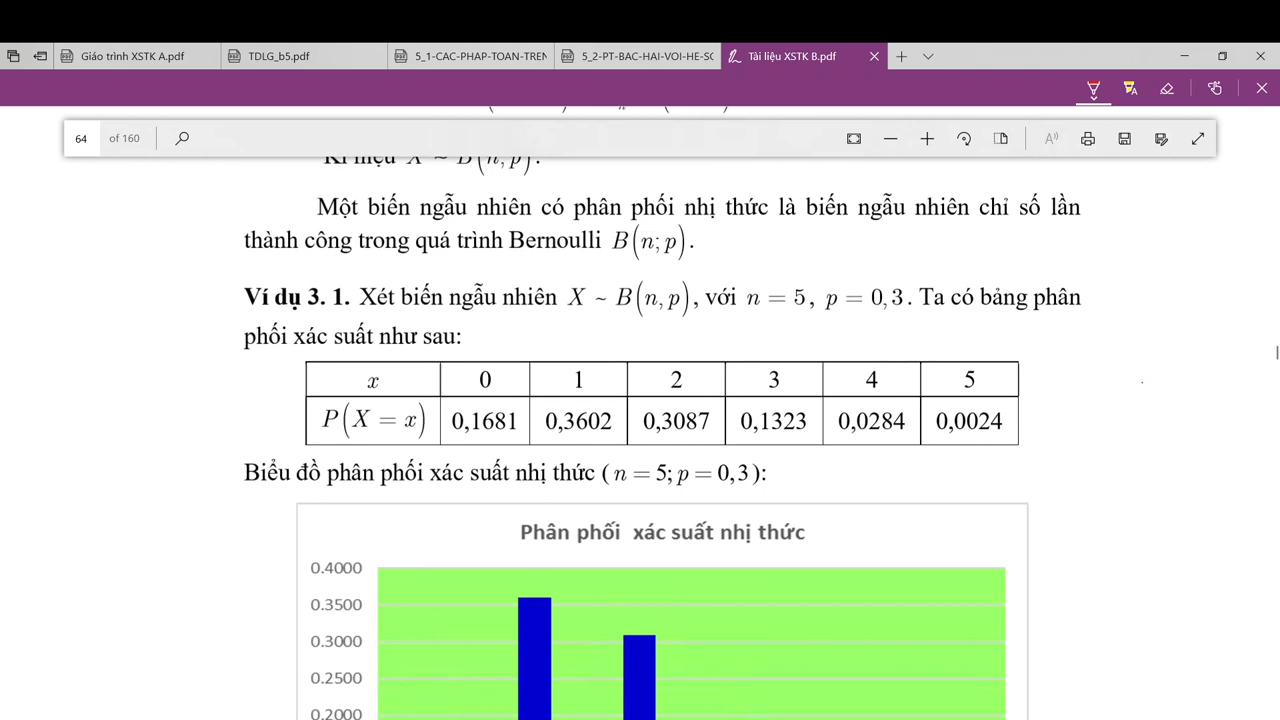 Giáo trình XSTK A.pdf
TDLG_b5.pdf
5_1-CAC-PHAP-TOAN-TREN
5_2-PT-BAC-HAI-VOI-HE-SC
Tài liệu XSTK B.pdf
64 of 160
Kí hiệu X ~ B(n, p).
Một biến ngẫu nhiên có phân phối nhị thức là biến ngẫu nhiên chỉ số lần
thành công trong quá trình Bernoulli B(n; p).
Ví dụ 3. 1. Xét biến ngẫu nhiên X ~ B(n, p), với n = 5, p = 0,3. Ta có bảng phân
phối xác suất như sau:
x 0 1 2 3 4 5
P(X = x) 0,1681 0,3602 0,3087 0,1323 0,0284 0,0024
Biểu đồ phân phối xác suất nhị thức (n = 5; p = 0,3):
Phân phối xác suất nhị thức
0.4000
0.3500
0.3000
0.2500
0.2000